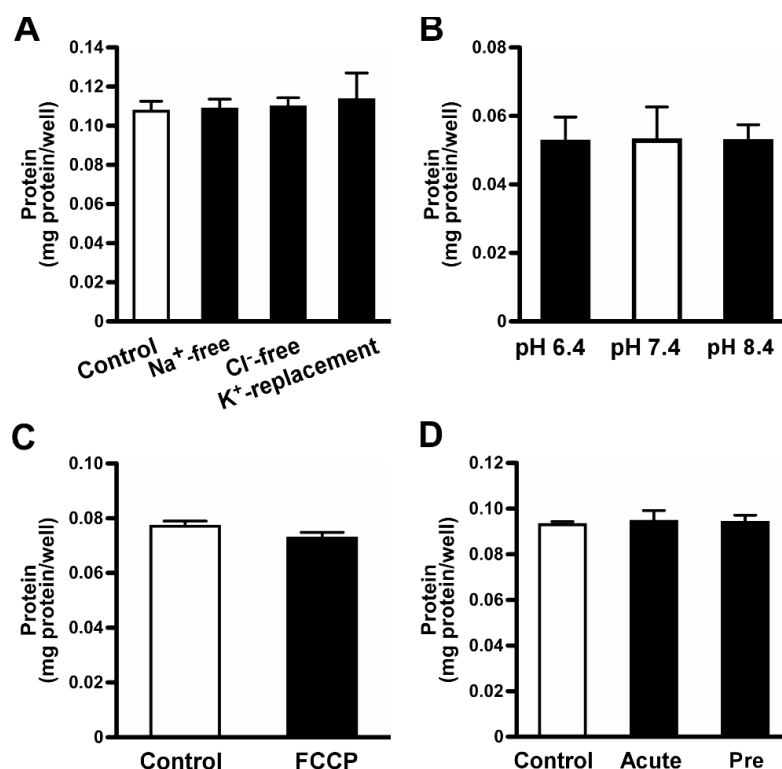 A
Protein
(mg protein/well)
0.14
0.12
0.10
0.08
0.06
0.04
0.02
0
Control
Na⁺-free
Cl⁻-free
K⁺-replacement
B
Protein
(mg protein/well)
0.08
0.06
0.04
0.02
0
pH 6.4
pH 7.4
pH 8.4
C
Protein
(mg protein/well)
0.10
0.08
0.06
0.04
0.02
0
Control
FCCP
D
Protein
(mg protein/well)
0.12
0.10
0.08
0.06
0.04
0.02
0
Control
Acute
Pre